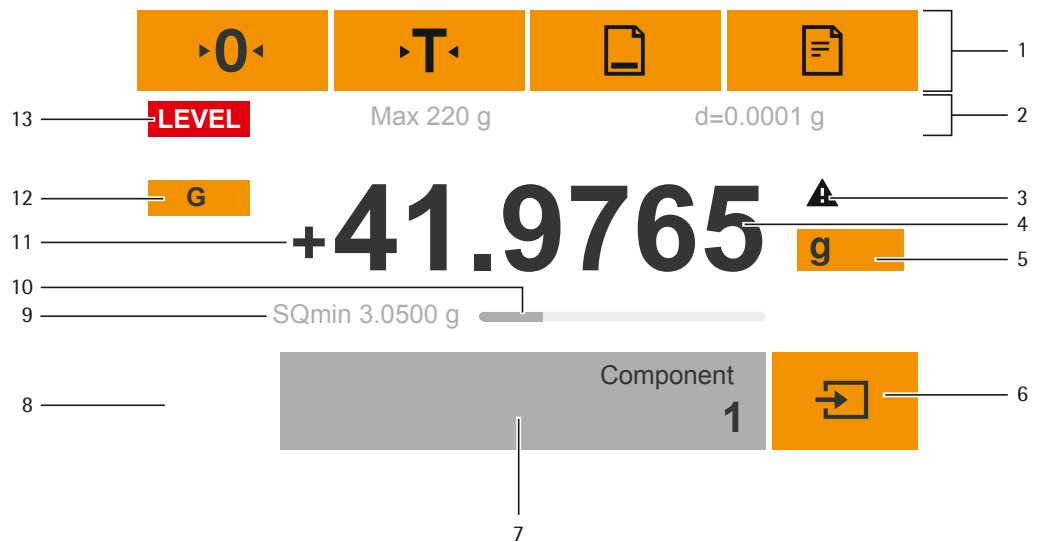 0 T
1
13 LEVEL Max 220 g d=0.0001 g 2
12 G 3
+41.9765 4
11 g 5
10
9 SQmin 3.0500 g
Component
8 1 6
7